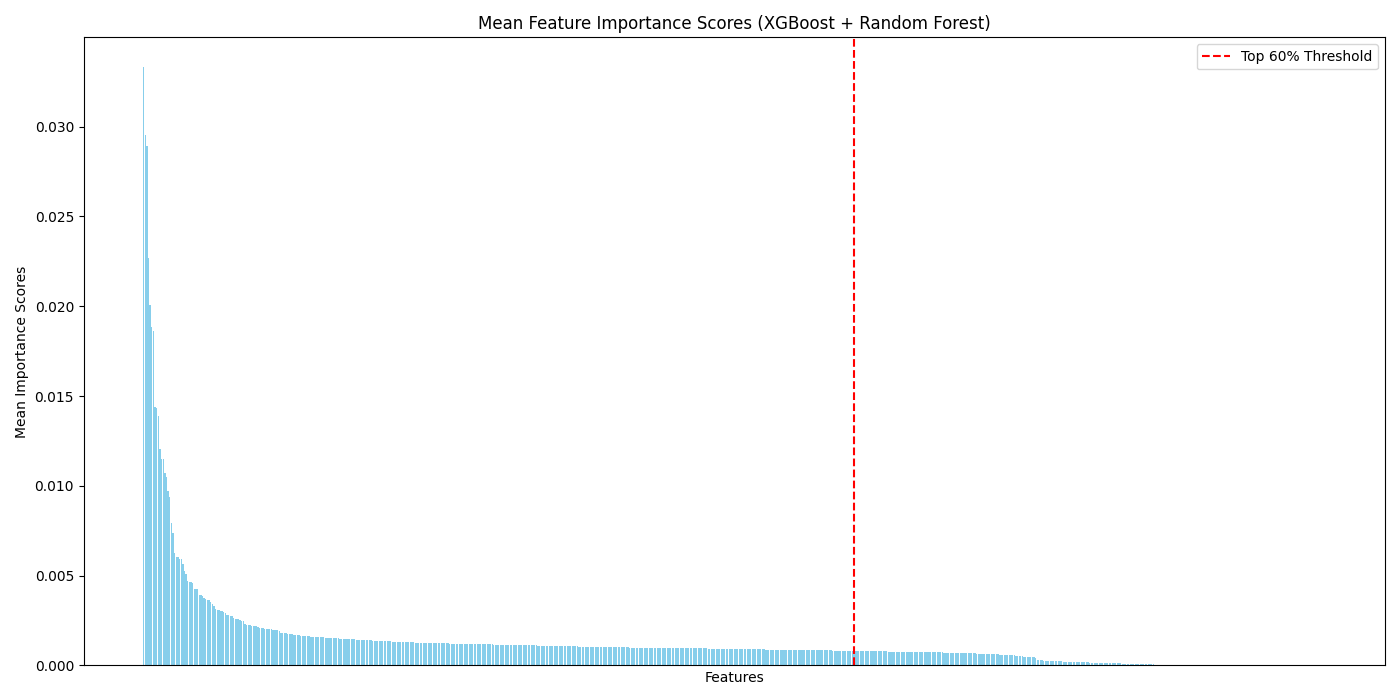 Mean Feature Importance Scores (XGBoost + Random Forest)
Top 60% Threshold
Mean Importance Scores
0.030
0.025
0.020
0.015
0.010
0.005
0.000
Features